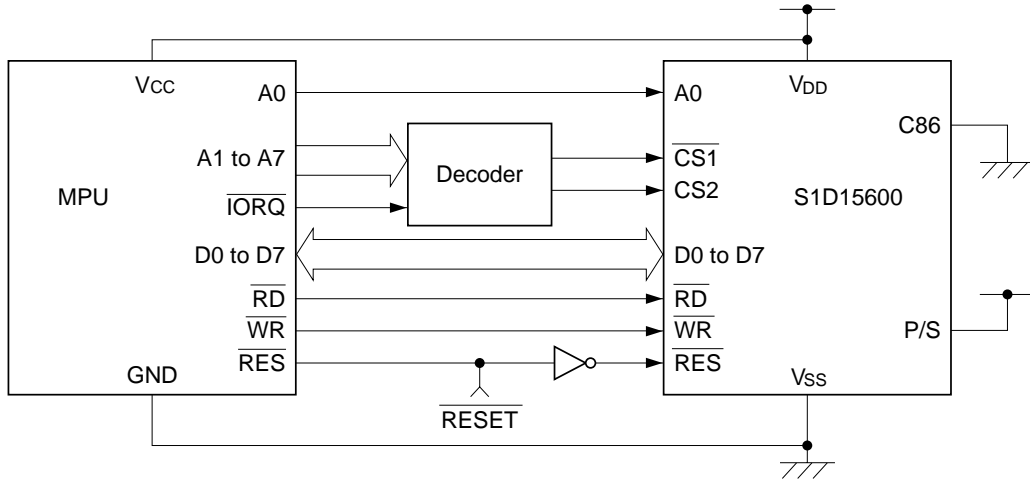 VCC
A0
A1 to A7
MPU
IORQ
D0 to D7
RD
WR
RES
GND
Decoder
RESET
VDD
A0
C86
CS1
CS2
S1D15600
D0 to D7
RD
WR
P/S
RES
VSS